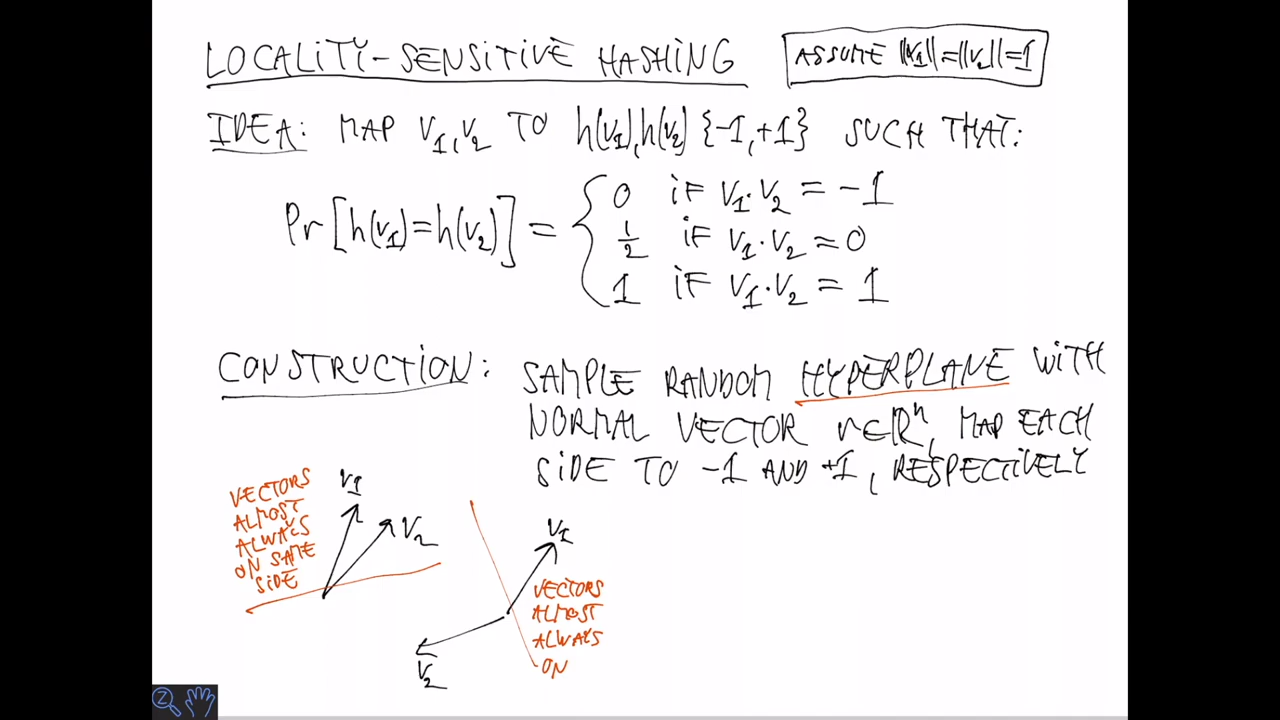 LOCALITY-SENSITIVE HASHING
ASSUME ||v₁||=||v₂||=1
IDEA: MAP v₁,v₂ TO h(v₁),h(v₂) {-1,+1} SUCH THAT:
Pr[h(v₁)=h(v₂)] = { 0 IF v₁·v₂ = -1
1/2 IF v₁·v₂ = 0
1 IF v₁·v₂ = 1
CONSTRUCTION: SAMPLE RANDOM HYPERPLANE WITH
NORMAL VECTOR r∈ℝⁿ, MAP EACH
SIDE TO -1 AND +1, RESPECTIVELY
VECTORS
ALMOST
ALWAYS
ON SAME
SIDE
v₁
v₂
v₁
VECTORS
ALMOST
ALWAYS
ON
v₂
Z